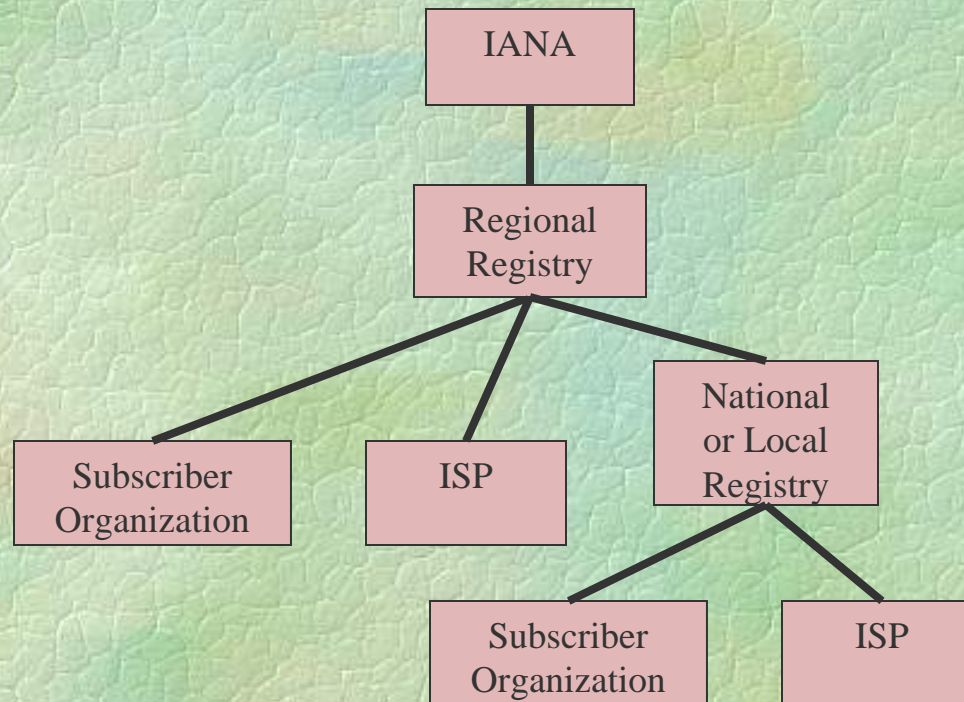 IANA
Regional
Registry
National
or Local
Registry
Subscriber
Organization
ISP
Subscriber
Organization
ISP